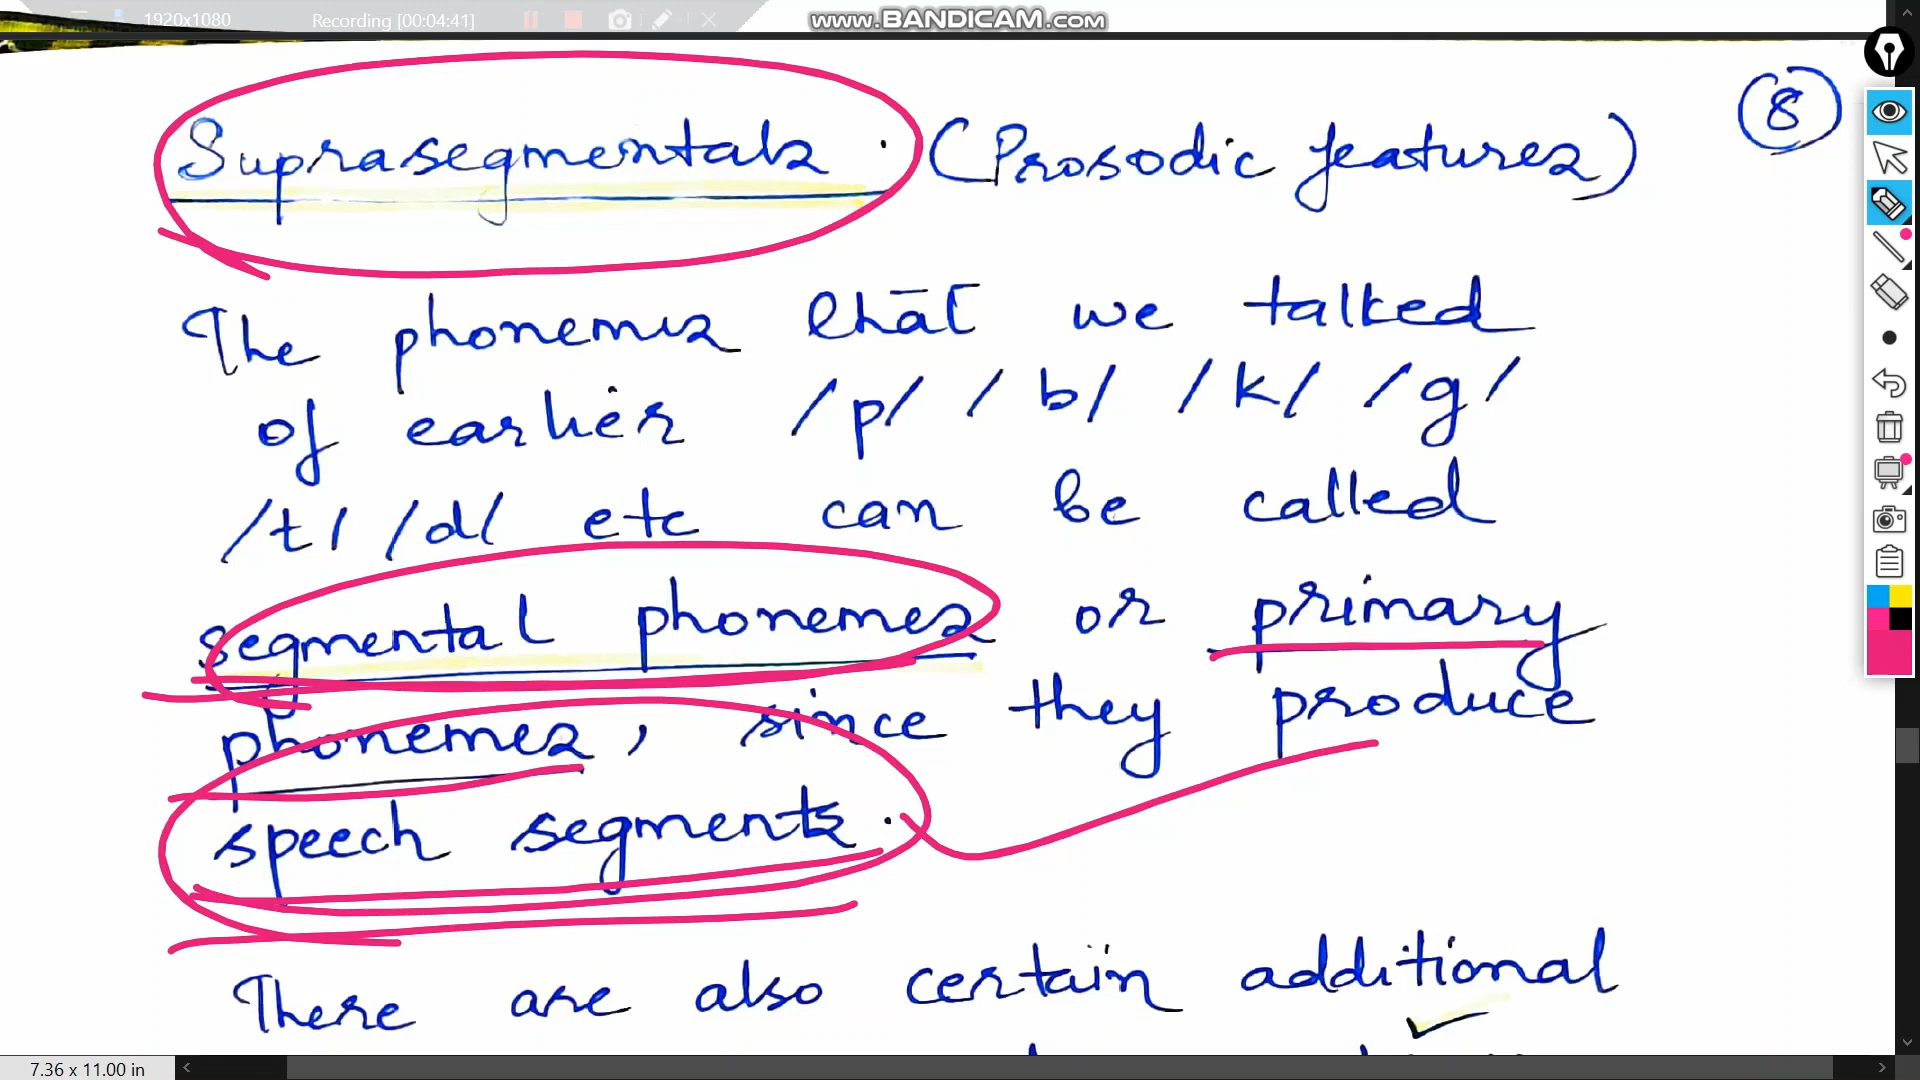 1920x1080 Recording [00:04:41] www.BANDICAM.com
Suprasegmentals. (Prosodic features) 8
The phonemes that we talked
of earlier /p/ /b/ /k/ /g/
/t/ /d/ etc can be called
segmental phonemes or primary
phonemes, since they produce
speech segments.
There are also certain additional
7.36 x 11.00 in